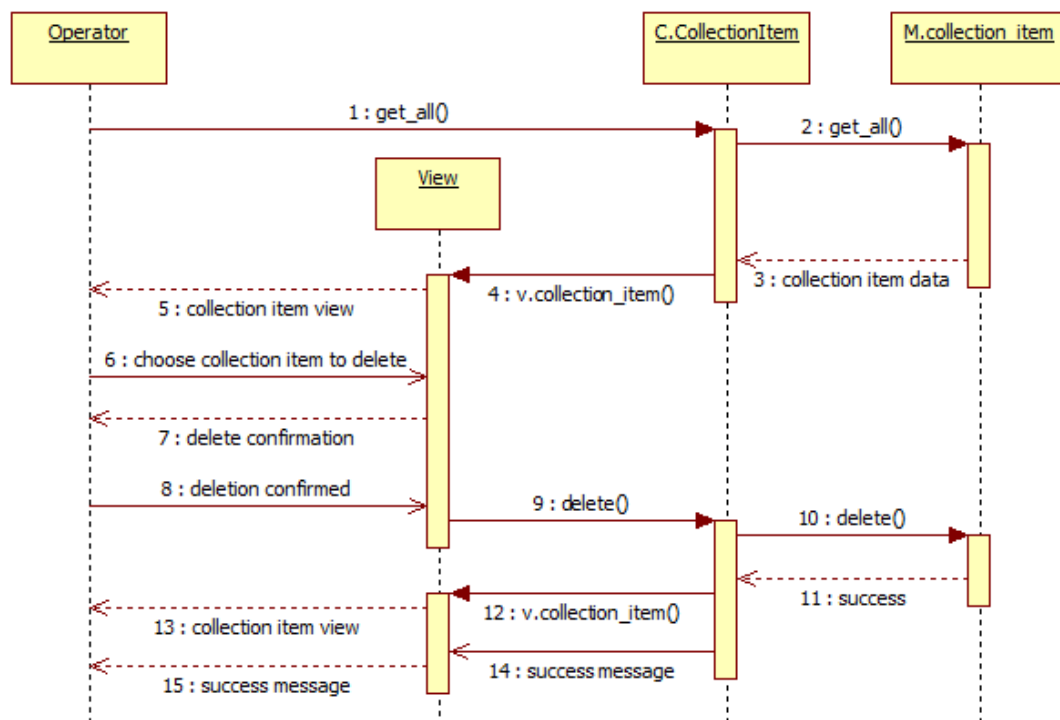 Operator
C.CollectionItem
M.collection_item
1 : get_all()
2 : get_all()
View
3 : collection item data
4 : v.collection_item()
5 : collection item view
6 : choose collection item to delete
7 : delete confirmation
8 : deletion confirmed
9 : delete()
10 : delete()
11 : success
12 : v.collection_item()
13 : collection item view
14 : success message
15 : success message